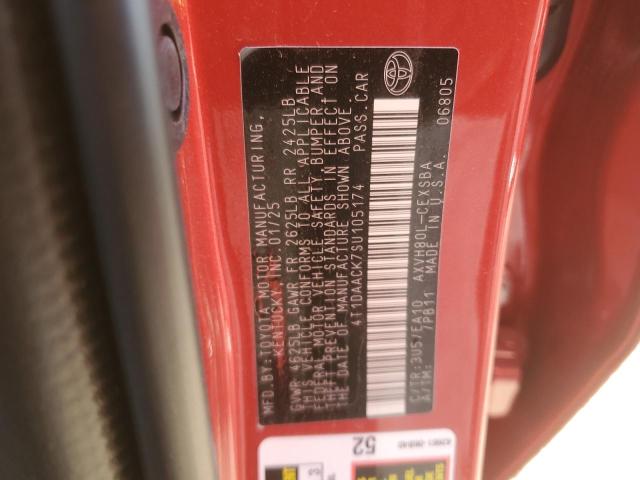 MFD.BY:TOYOTA MOTOR MANUFACTURING,
KENTUCKY, INC. 01/25
GVWR 4625LB GAWR FR 2625LB RR 2425LB
THIS VEHICLE CONFORMS TO ALL APPLICABLE
FEDERAL MOTOR VEHICLE SAFETY, BUMPER, AND
THEFT PREVENTION STANDARDS IN EFFECT ON
THE DATE OF MANUFACTURE SHOWN ABOVE.
4T1DAACK7SU105174 PASS.CAR
C/TR:3U5/EA10 AXVH80L-CEXSBA
A/TM: /PB11 MADE IN U.S.A. 06805
52